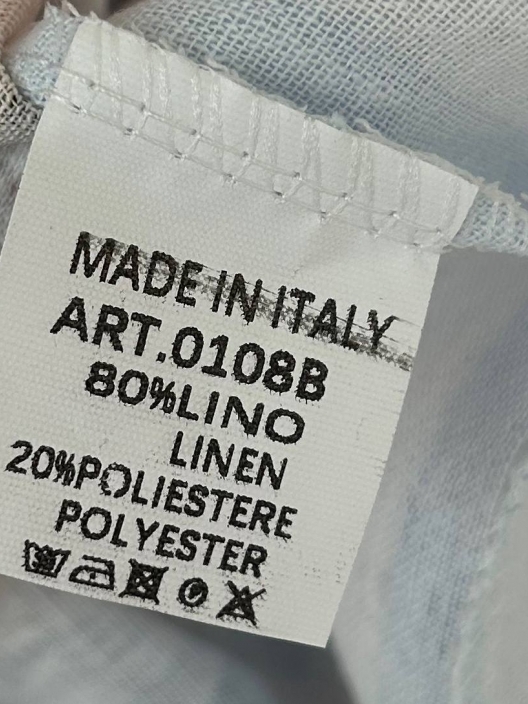 MADE IN ITALY
ART.0108B
80%LINO
LINEN
20%POLIESTERE
POLYESTER